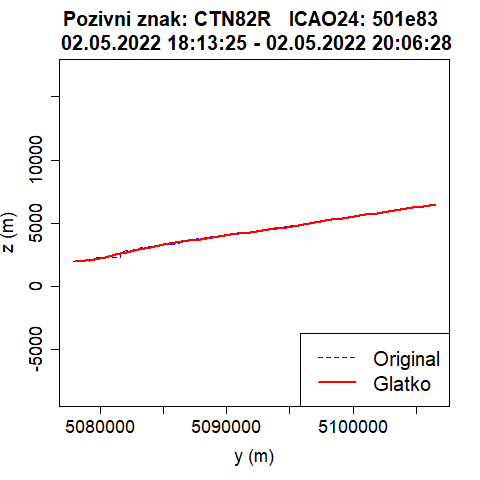 Pozivni znak: CTN82R   ICAO24: 501e83
02.05.2022 18:13:25 - 02.05.2022 20:06:28
z (m)
10000
5000
0
-5000
Original
Glatko
5080000
5090000
5100000
y (m)